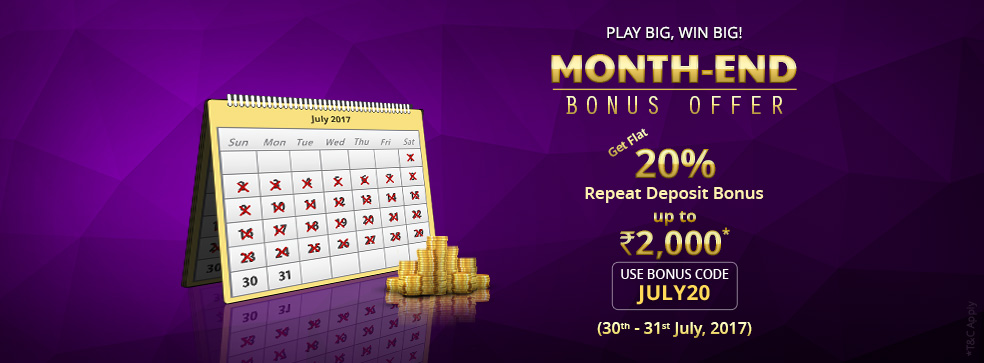 PLAY BIG, WIN BIG!
MONTH-END
BONUS OFFER
Get Flat
20%
Repeat Deposit Bonus
up to
₹2,000*
USE BONUS CODE
JULY20
(30th - 31st July, 2017)
*T&C Apply
July 2017
Sun Mon Tue Wed Thu Fri Sat
1
2 3 4 5 6 7 8
9 10 11 12 13 14 15
16 17 18 19 20 21 22
23 24 25 26 27 28 29
30 31